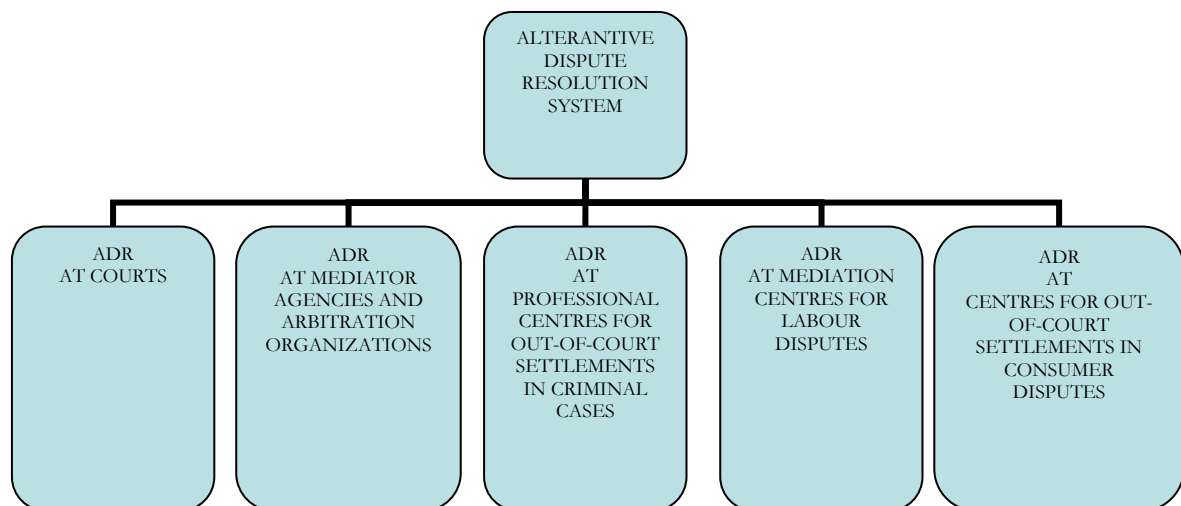 ALTERANTIVE
DISPUTE
RESOLUTION
SYSTEM
ADR
AT COURTS
ADR
AT MEDIATOR
AGENCIES AND
ARBITRATION
ORGANIZATIONS
ADR
AT
PROFESSIONAL
CENTRES FOR
OUT-OF-COURT
SETTLEMENTS
IN CRIMINAL
CASES
ADR
AT MEDIATION
CENTRES FOR
LABOUR
DISPUTES
ADR
AT
CENTRES FOR OUT-
OF-COURT
SETTLEMENTS IN
CONSUMER
DISPUTES